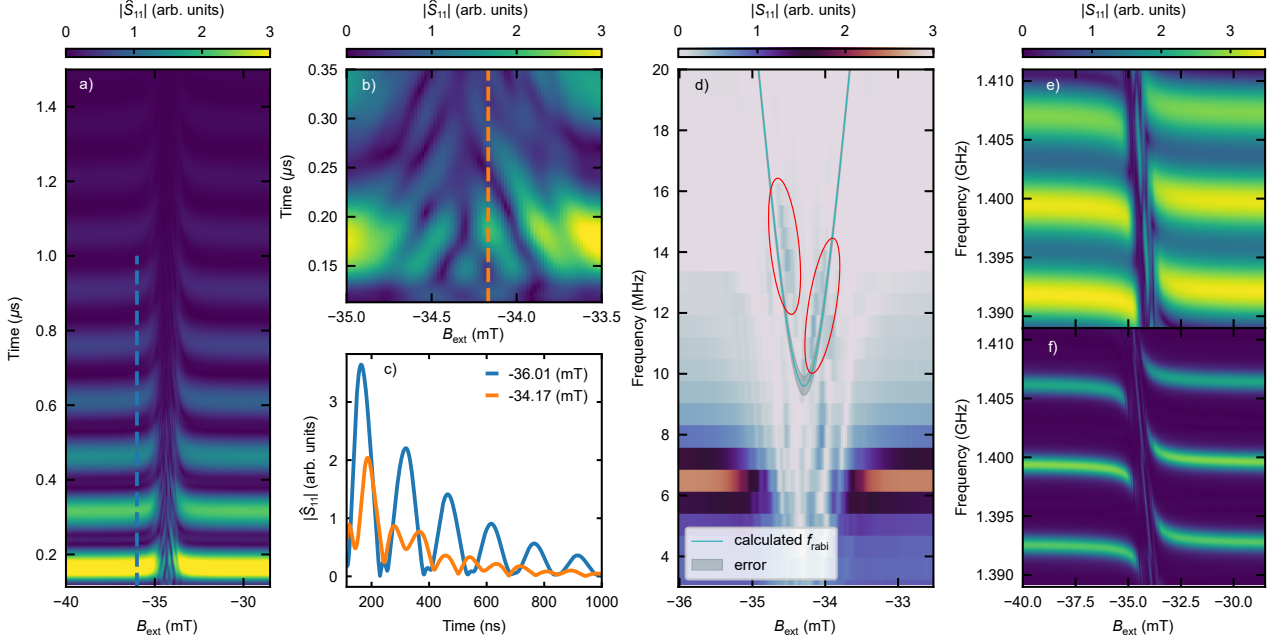 |Ŝ₁₁| (arb. units)
0 1 2 3
a)
Time (µs)
1.4
1.2
1.0
0.8
0.6
0.4
0.2
−40 −35 −30
B_ext (mT)
|Ŝ₁₁| (arb. units)
0 1 2 3
b)
Time (µs)
0.35
0.30
0.25
0.20
0.15
−35.0 −34.5 −34.0 −33.5
B_ext (mT)
c)
-36.01 (mT)
-34.17 (mT)
|Ŝ₁₁| (arb. units)
3
2
1
0
200 400 600 800 1000
Time (ns)
|S₁₁| (arb. units)
0 1 2 3
d)
Frequency (MHz)
20
18
16
14
12
10
8
6
4
calculated f_rabi
error
−36 −35 −34 −33
B_ext (mT)
|S₁₁| (arb. units)
0 1 2 3
e)
Frequency (GHz)
1.410
1.405
1.400
1.395
1.390
f)
Frequency (GHz)
1.410
1.405
1.400
1.395
1.390
−40.0 −37.5 −35.0 −32.5 −30.0
B_ext (mT)